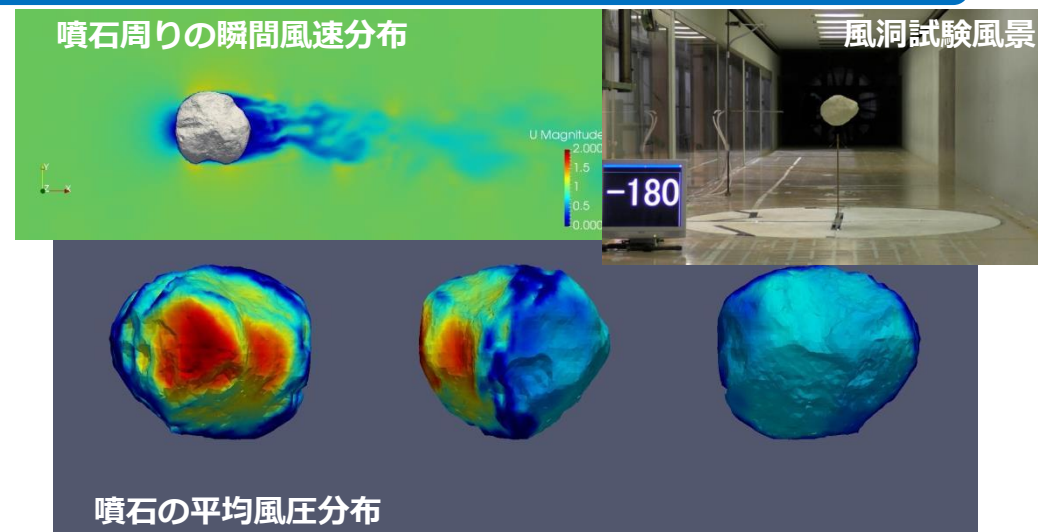 噴石周りの瞬間風速分布
風洞試験風景
U Magnitude
2.000
1.5
1
0.5
0.000
Y
Z
X
-180
噴石の平均風圧分布